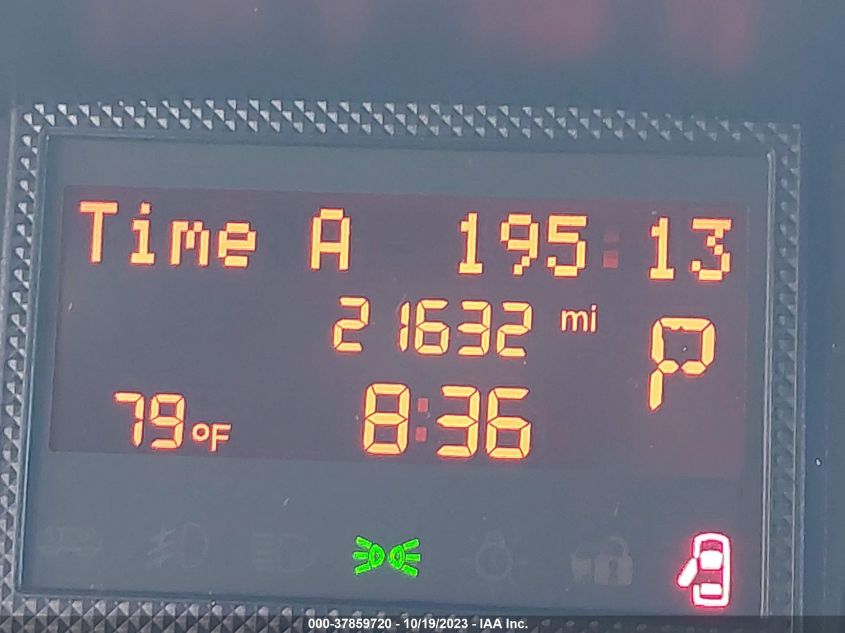 Time A 195:13
21632 mi
P
79°F 8:36
000-37859720 - 10/19/2023 - IAA Inc.